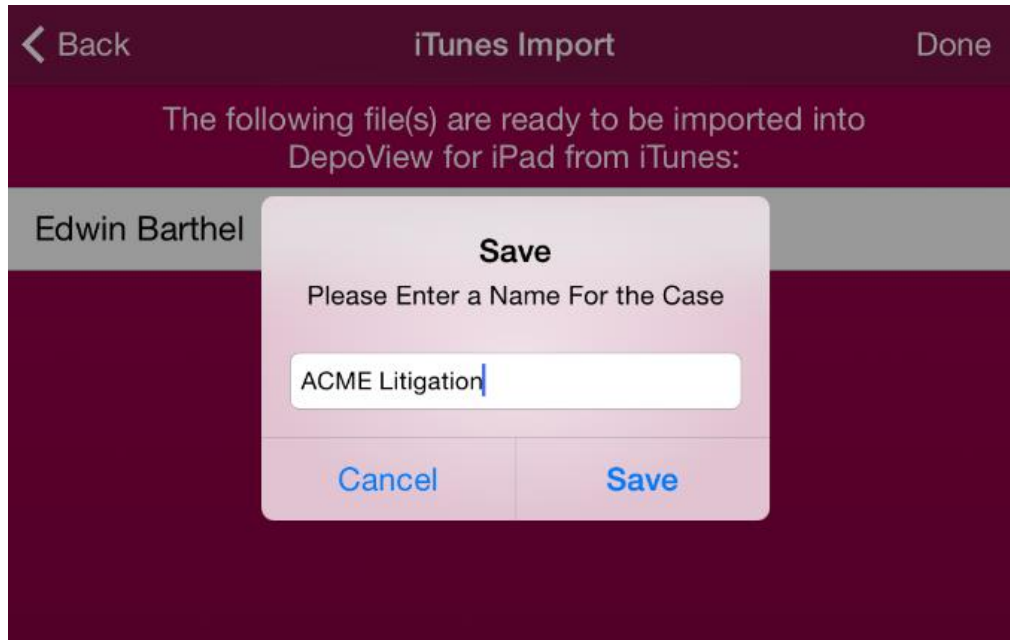 Back iTunes Import Done
The following file(s) are ready to be imported into
DepoView for iPad from iTunes:
Edwin Barthel
Save
Please Enter a Name For the Case
ACME Litigation
Cancel Save